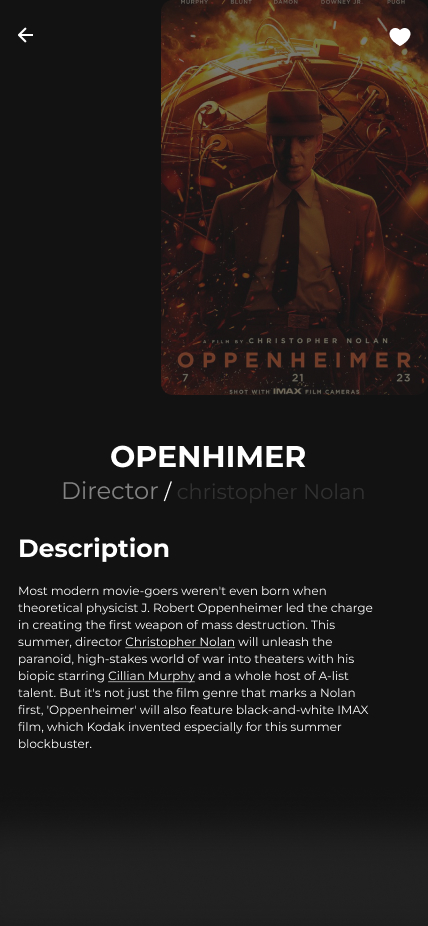 MURPHY BLUNT DAMON DOWNEY JR. PUGH
A FILM BY CHRISTOPHER NOLAN
OPPENHEIMER
7 21 23
SHOT WITH IMAX FILM CAMERAS
OPENHIMER
Director / christopher Nolan
Description
Most modern movie-goers weren't even born when
theoretical physicist J. Robert Oppenheimer led the charge
in creating the first weapon of mass destruction. This
summer, director Christopher Nolan will unleash the
paranoid, high-stakes world of war into theaters with his
biopic starring Cillian Murphy and a whole host of A-list
talent. But it's not just the film genre that marks a Nolan
first, 'Oppenheimer' will also feature black-and-white IMAX
film, which Kodak invented especially for this summer
blockbuster.